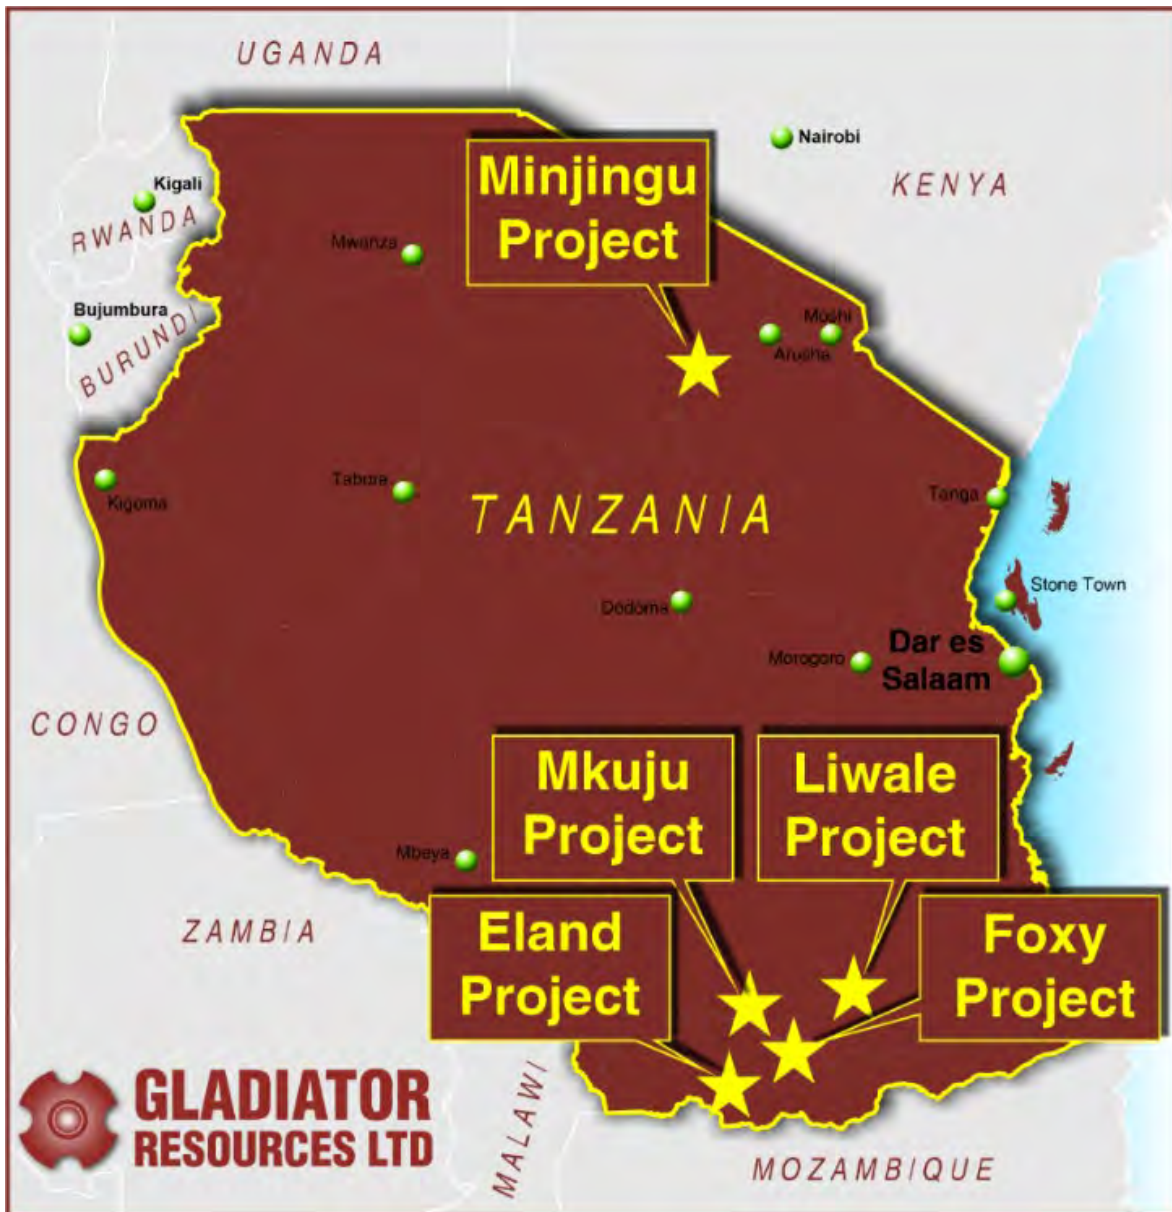 UGANDA
Nairobi
Minjingu
Project
KENYA
Kigali
RWANDA
Mwanza
Bujumbura
BURUNDI
Moshi
Arusha
Kigoma
Tabora
TANZANIA
Tanga
Stone Town
Dodoma
Morogoro
Dar es
Salaam
CONGO
Mkuju
Project
Liwale
Project
Mbeya
ZAMBIA
Eland
Project
Foxy
Project
GLADIATOR
RESOURCES LTD
MALAWI
MOZAMBIQUE